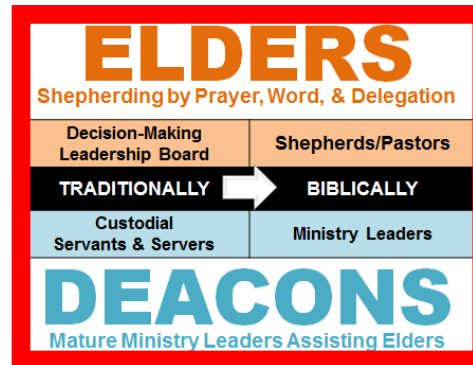 ELDERS
Shepherding by Prayer, Word, & Delegation
Decision-Making
Leadership Board
Shepherds/Pastors
TRADITIONALLY
BIBLICALLY
Custodial
Servants & Servers
Ministry Leaders
DEACONS
Mature Ministry Leaders Assisting Elders